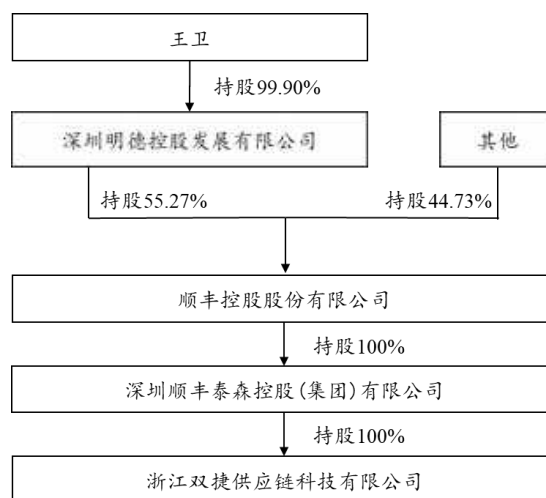 王卫
持股99.90%
深圳明德控股发展有限公司
其他
持股55.27%
持股44.73%
顺丰控股股份有限公司
持股100%
深圳顺丰泰森控股(集团)有限公司
持股100%
浙江双捷供应链科技有限公司